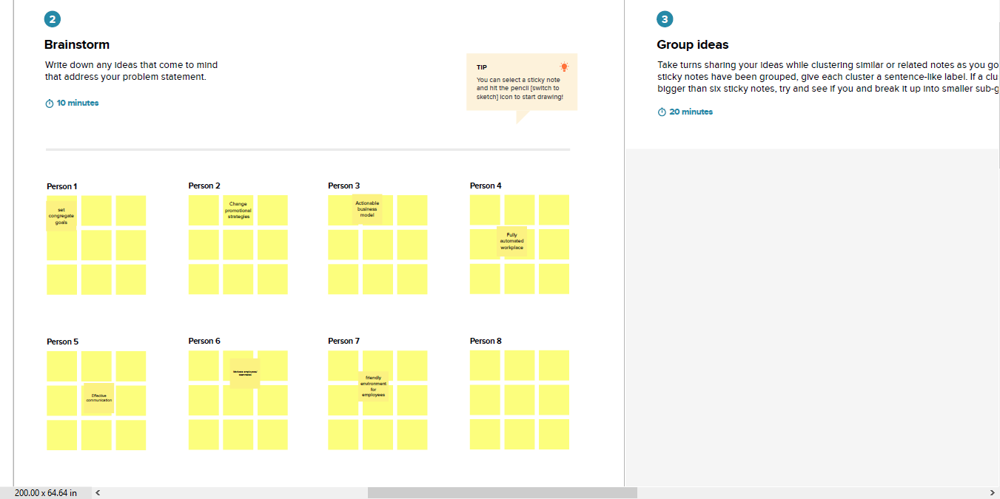 2
Brainstorm
Write down any ideas that come to mind
that address your problem statement.
10 minutes
TIP
You can select a sticky note
and hit the pencil [switch to
sketch] icon to start drawing!
Person 1
set
congregate
goals
Person 2
Change
promotional
strategies
Person 3
Actionable
business
model
Person 4
Fully
automated
workplace
Person 5
Effective
communication
Person 6
Motivate employees/
teammates
Person 7
friendly
environment
for
employees
Person 8
3
Group ideas
Take turns sharing your ideas while clustering similar or related notes as you go
sticky notes have been grouped, give each cluster a sentence-like label. If a clu
bigger than six sticky notes, try and see if you and break it up into smaller sub-g
20 minutes
200.00 x 64.64 in